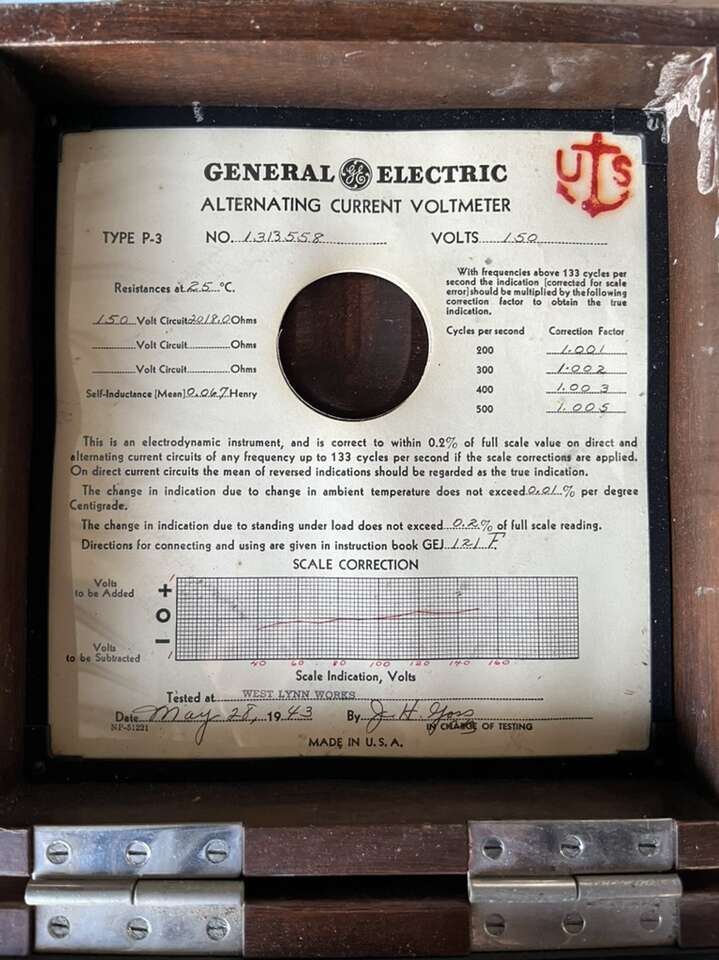 GENERAL GE ELECTRIC
UTS
ALTERNATING CURRENT VOLTMETER
TYPE P-3 NO. 1313558 VOLTS 150
Resistances at 25 °C.
150 Volt Circuit 2018.0 Ohms
Volt Circuit Ohms
Volt Circuit Ohms
Self-Inductance (Mean) 0.047 Henry
With frequencies above 133 cycles per
second the indication (corrected for scale
error) should be multiplied by the following
correction factor to obtain the true
indication.
Cycles per second Correction Factor
200 1.001
300 1.002
400 1.003
500 1.005
This is an electrodynamic instrument, and is correct to within 0.2% of full scale value on direct and
alternating current circuits of any frequency up to 133 cycles per second if the scale corrections are applied.
On direct current circuits the mean of reversed indications should be regarded as the true indication.
The change in indication due to change in ambient temperature does not exceed 0.01 % per degree
Centigrade.
The change in indication due to standing under load does not exceed 0.2% of full scale reading.
Directions for connecting and using are given in instruction book GEJ 121 F.
SCALE CORRECTION
Volts
to be Added
+ 1
O
−
Volts
to be Subtracted
1
40 60 80 100 120 140 160
Scale Indication, Volts
Tested at WEST LYNN WORKS
Date May 28, 1943 By J. H.
NP-51221 IN CHARGE OF TESTING
MADE IN U.S.A.